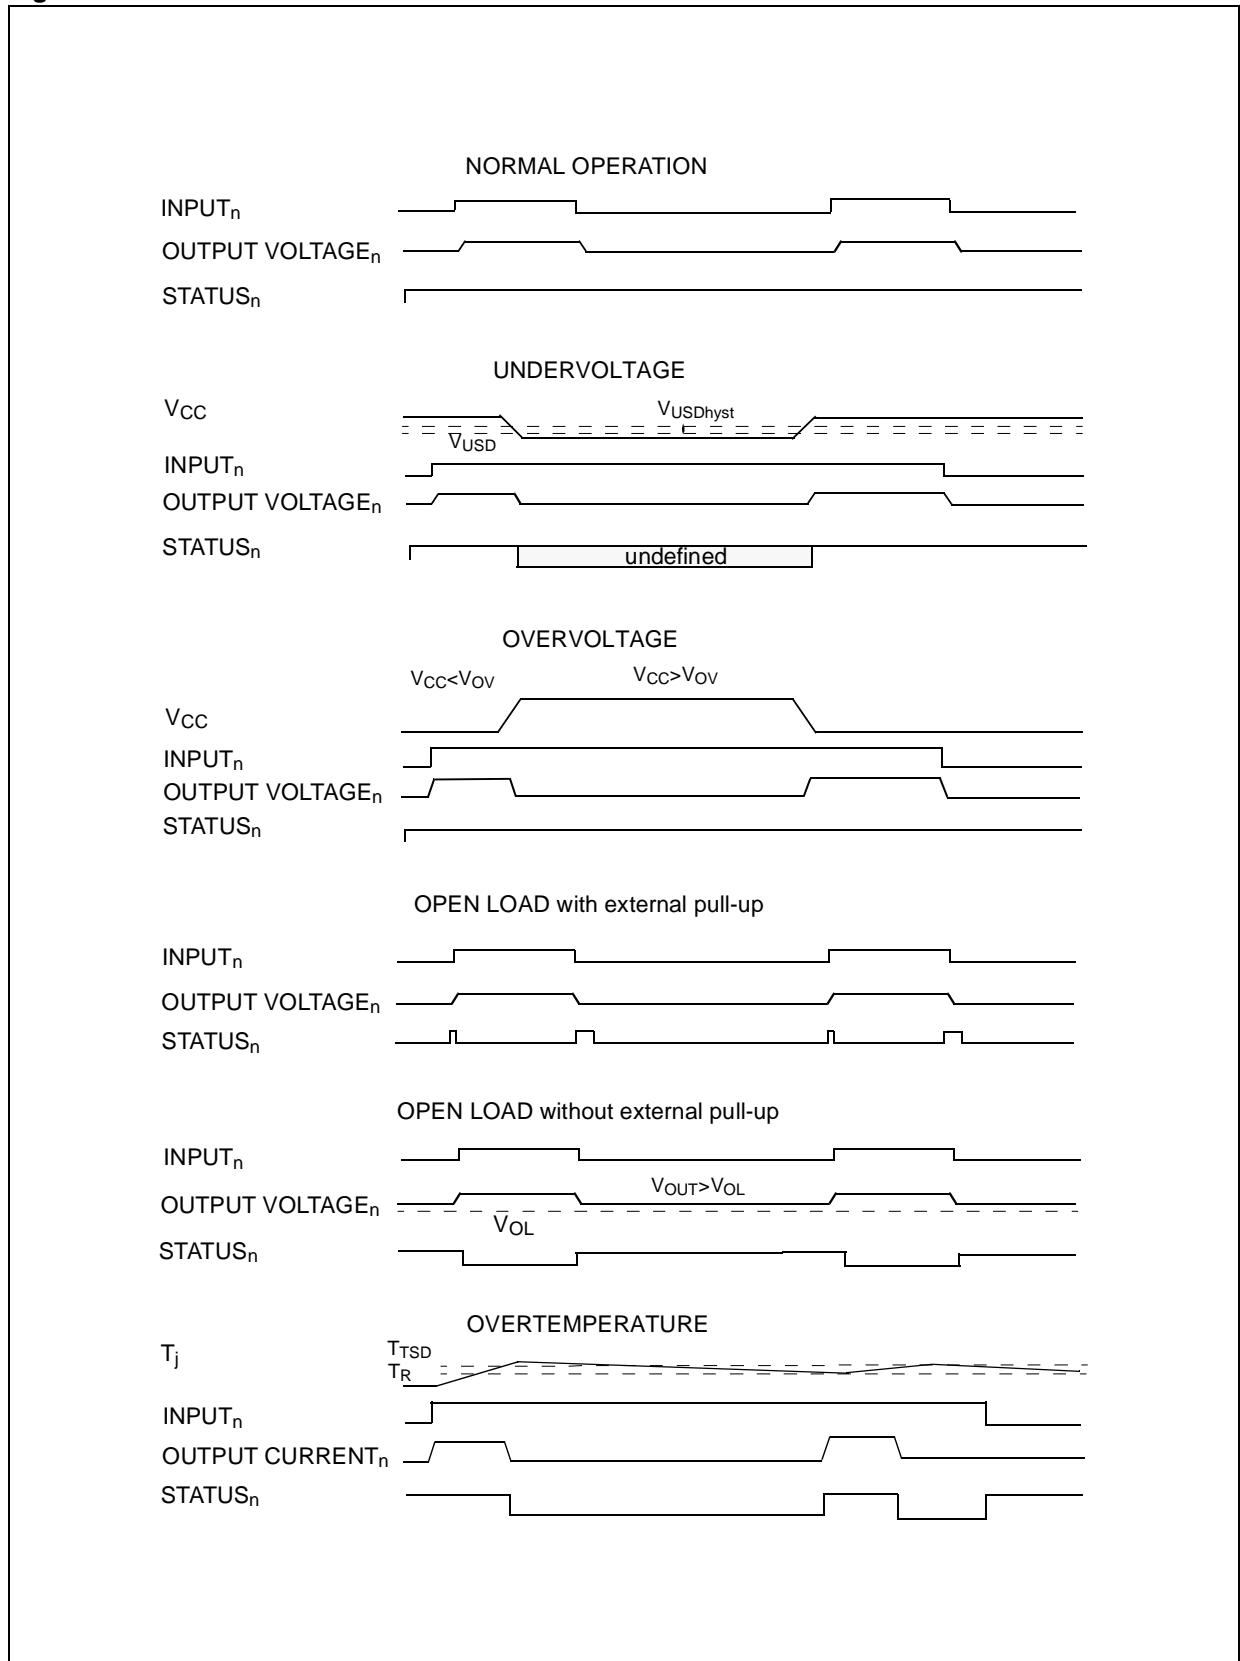 NORMAL OPERATION
INPUTn
OUTPUT VOLTAGEn
STATUSn
UNDERVOLTAGE
VCC
VUSDhyst
VUSD
INPUTn
OUTPUT VOLTAGEn
STATUSn
undefined
OVERVOLTAGE
VCC<VOV
VCC>VOV
VCC
INPUTn
OUTPUT VOLTAGEn
STATUSn
OPEN LOAD with external pull-up
INPUTn
OUTPUT VOLTAGEn
STATUSn
OPEN LOAD without external pull-up
INPUTn
VOUT>VOL
OUTPUT VOLTAGEn
VOL
STATUSn
OVERTEMPERATURE
Tj
TTSD
TR
INPUTn
OUTPUT CURRENTn
STATUSn